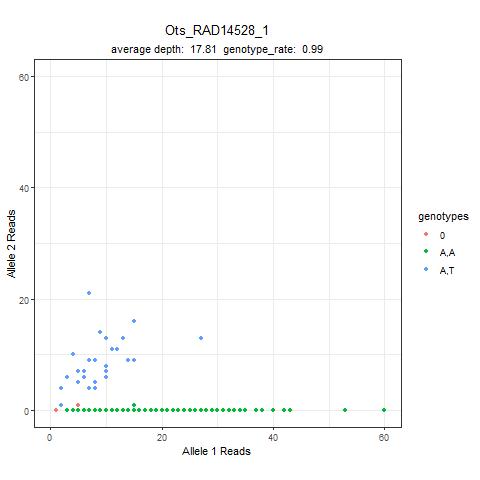 Ots_RAD14528_1
average depth: 17.81 genotype_rate: 0.99
60
40
20
0
Allele 2 Reads
0 20 40 60
Allele 1 Reads
genotypes
0
A,A
A,T